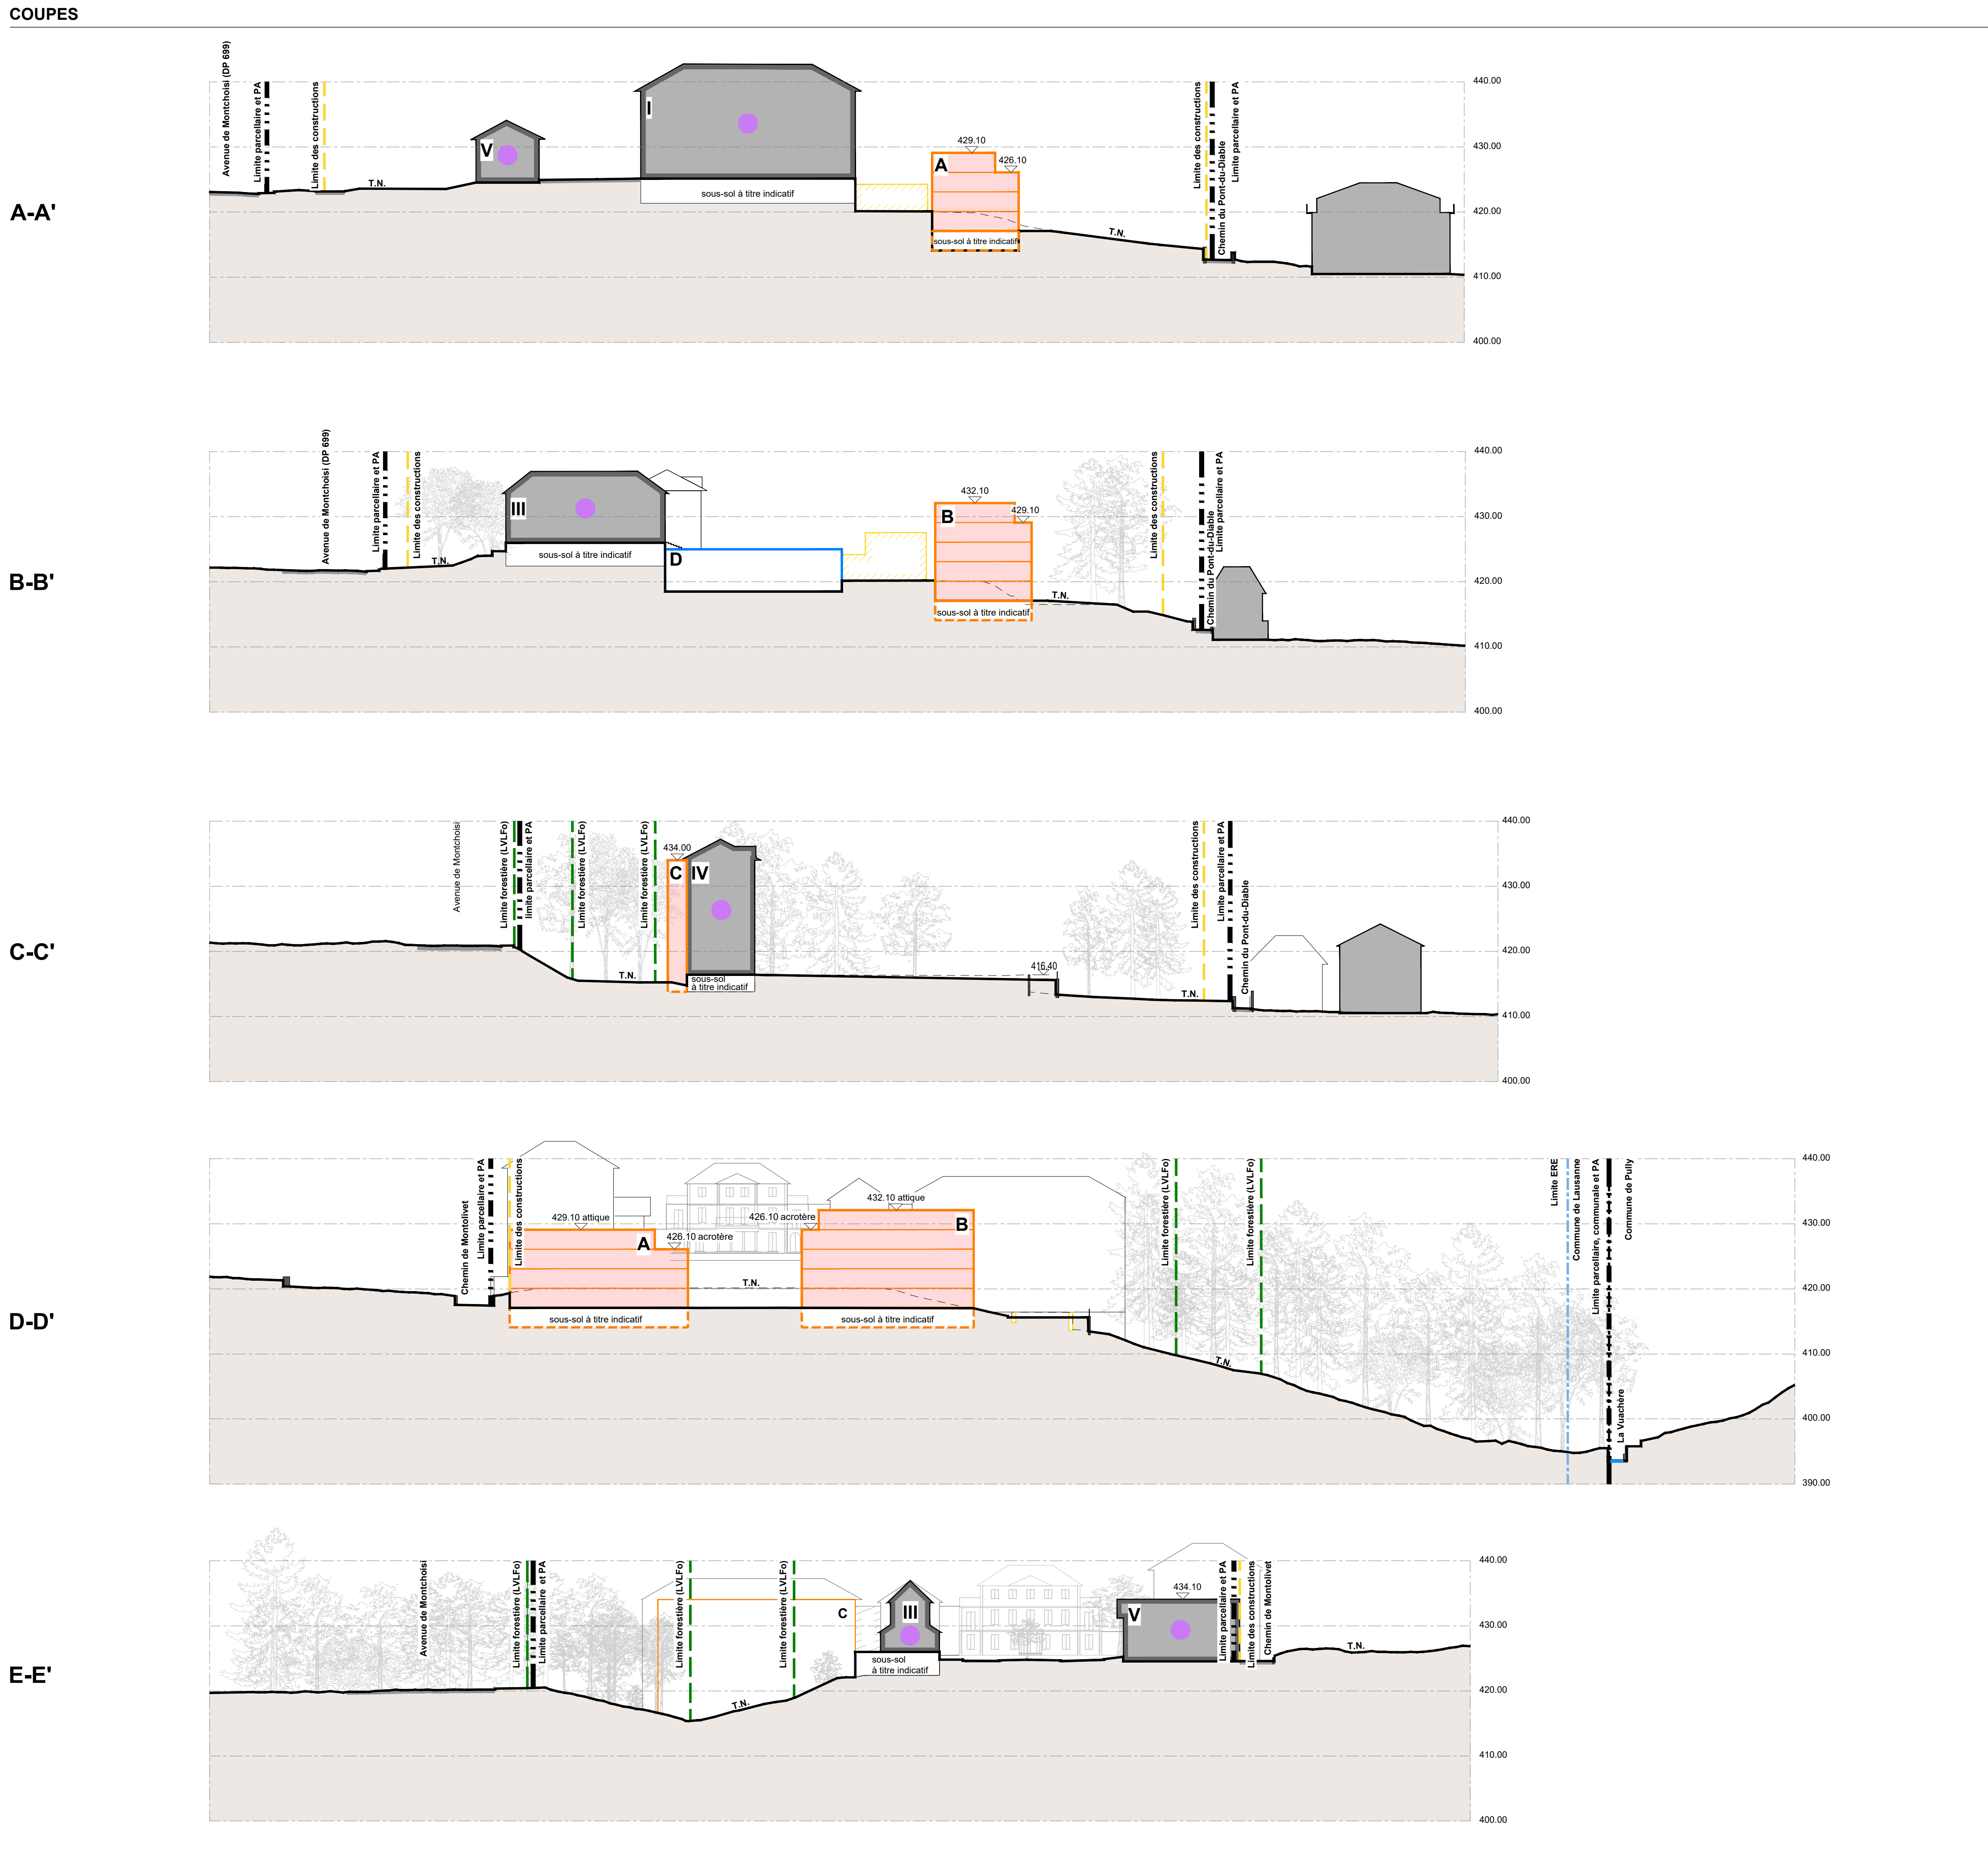 COUPES
A-A'
Avenue de Montchoisi (DP 699)
Limite parcellaire et PA
Limite des constructions
T.N.
V
I
sous-sol à titre indicatif
429.10
426.10
A
sous-sol à titre indicatif
T.N.
Limite des constructions
Chemin du Pont-du-Diable
Limite parcellaire et PA
440.00
430.00
420.00
410.00
400.00
B-B'
Avenue de Montchoisi (DP 699)
Limite parcellaire et PA
Limite des constructions
T.N.
III
sous-sol à titre indicatif
D
432.10
429.10
B
sous-sol à titre indicatif
T.N.
Limite des constructions
Chemin du Pont-du-Diable
Limite parcellaire et PA
440.00
430.00
420.00
410.00
400.00
C-C'
Avenue de Montchoisi
Limite forestière (LVLFo)
limite parcellaire et PA
Limite forestière (LVLFo)
T.N.
Limite forestière (LVLFo)
434.00
C
IV
sous-sol
à titre indicatif
416.40
T.N.
Limite des constructions
Limite parcellaire et PA
Chemin du Pont-du-Diable
440.00
430.00
420.00
410.00
400.00
D-D'
Chemin de Montolivet
Limite parcellaire et PA
Limite des constructions
429.10 attique
A
426.10 acrotère
sous-sol à titre indicatif
T.N.
426.10 acrotère
432.10 attique
B
sous-sol à titre indicatif
Limite forestière (LVLFo)
T.N.
Limite forestière (LVLFo)
Limite ERE
Commune de Lausanne
Limite parcellaire, communale et PA
La Vuachère
Commune de Pully
440.00
430.00
420.00
410.00
400.00
390.00
E-E'
Avenue de Montchoisi
Limite forestière (LVLFo)
Limite parcellaire et PA
Limite forestière (LVLFo)
T.N.
Limite forestière (LVLFo)
C
III
sous-sol
à titre indicatif
V
434.10
Limite parcellaire et PA
Limite des constructions
Chemin de Montolivet
T.N.
440.00
430.00
420.00
410.00
400.00